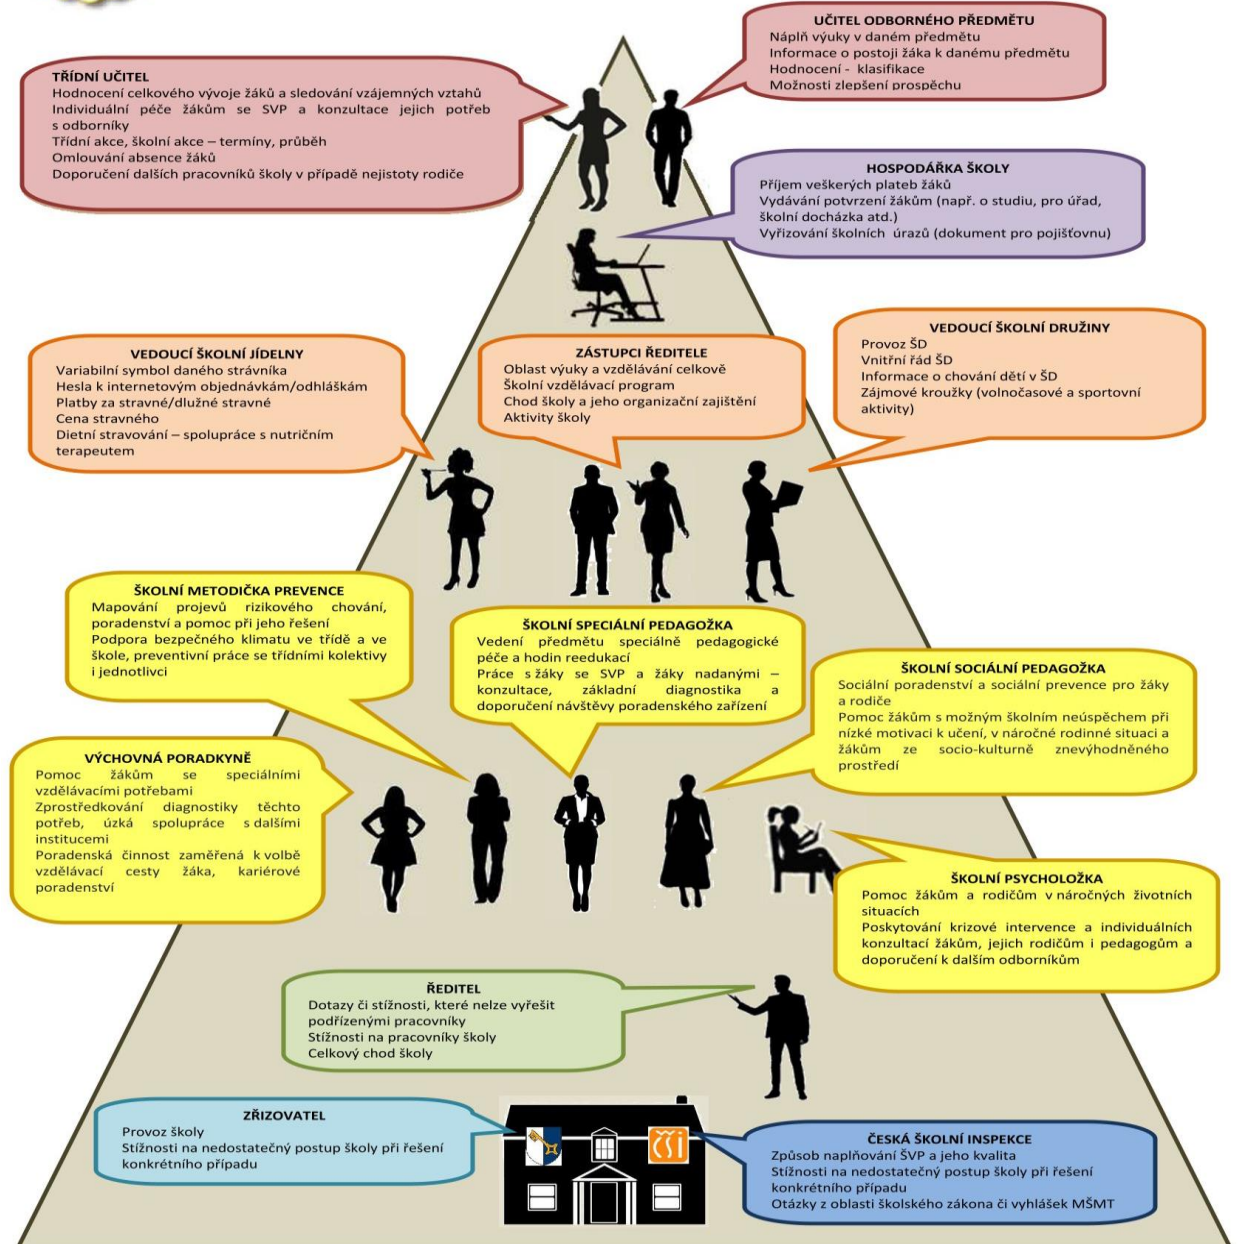 UČITEL ODBORNÉHO PŘEDMĚTU
Náplň výuky v daném předmětu
Informace o postoji žáka k danému předmětu
Hodnocení - klasifikace
Možnosti zlepšení prospěchu
TŘÍDNÍ UČITEL
Hodnocení celkového vývoje žáků a sledování vzájemných vztahů
Individuální péče žákům se SVP a konzultace jejich potřeb
s odborníky
Třídní akce, školní akce – termíny, průběh
Omlouvání absence žáků
Doporučení dalších pracovníků školy v případě nejistoty rodiče
HOSPODÁŘKA ŠKOLY
Příjem veškerých plateb žáků
Vydávání potvrzení žákům (např. o studiu, pro úřad,
školní docházka atd.)
Vyřizování školních úrazů (dokument pro pojišťovnu)
VEDOUCÍ ŠKOLNÍ JÍDELNY
Variabilní symbol daného strávníka
Hesla k internetovým objednávkám/odhláškám
Platby za stravné/dlužné stravné
Cena stravného
Dietní stravování – spolupráce s nutričním
terapeutem
ZÁSTUPCI ŘEDITELE
Oblast výuky a vzdělávání celkově
Školní vzdělávací program
Chod školy a jeho organizační zajištění
Aktivity školy
VEDOUCÍ ŠKOLNÍ DRUŽINY
Provoz ŠD
Vnitřní řád ŠD
Informace o chování dětí v ŠD
Zájmové kroužky (volnočasové a sportovní
aktivity)
ŠKOLNÍ METODIČKA PREVENCE
Mapování projevů rizikového chování,
poradenství a pomoc při jeho řešení
Podpora bezpečného klimatu ve třídě a ve
škole, preventivní práce se třídními kolektivy
i jednotlivci
ŠKOLNÍ SPECIÁLNÍ PEDAGOŽKA
Vedení předmětu speciálně pedagogické
péče a hodin reedukací
Práce s žáky se SVP a žáky nadanými –
konzultace, základní diagnostika a
doporučení návštěvy poradenského zařízení
ŠKOLNÍ SOCIÁLNÍ PEDAGOŽKA
Sociální poradenství a sociální prevence pro žáky
a rodiče
Pomoc žákům s možným školním neúspěchem při
nízké motivaci k učení, v náročné rodinné situaci a
žákům ze socio-kulturně znevýhodněného
prostředí
VÝCHOVNÁ PORADKYNĚ
Pomoc žákům se speciálními
vzdělávacími potřebami
Zprostředkování diagnostiky těchto
potřeb, úzká spolupráce s dalšími
institucemi
Poradenská činnost zaměřená k volbě
vzdělávací cesty žáka, kariérové
poradenství
ŠKOLNÍ PSYCHOLOŽKA
Pomoc žákům a rodičům v náročných životních
situacích
Poskytování krizové intervence a individuálních
konzultací žákům, jejich rodičům i pedagogům a
doporučení k dalším odborníkům
ŘEDITEL
Dotazy či stížnosti, které nelze vyřešit
podřízenými pracovníky
Stížnosti na pracovníky školy
Celkový chod školy
ZŘIZOVATEL
Provoz školy
Stížnosti na nedostatečný postup školy při řešení
konkrétního případu
ČŠI
ČESKÁ ŠKOLNÍ INSPEKCE
Způsob naplňování ŠVP a jeho kvalita
Stížnosti na nedostatečný postup školy při řešení
konkrétního případu
Otázky z oblasti školského zákona či vyhlášek MŠMT